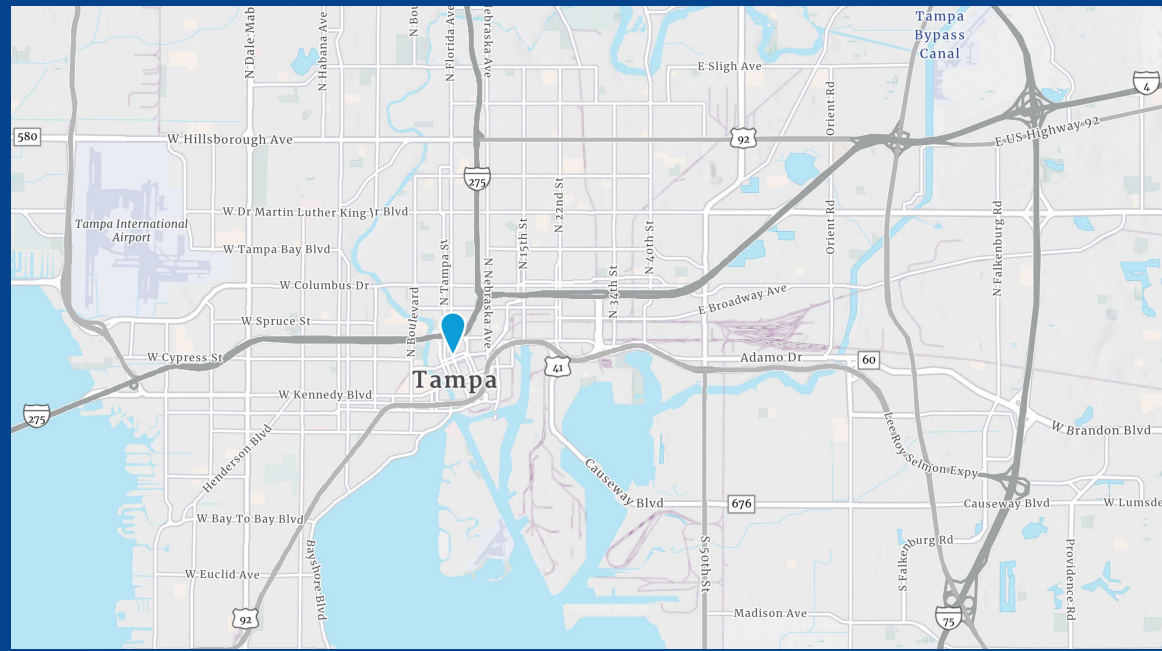 Tampa
Bypass
Canal
N Dale Mab
N Habana Ave
N Bou
N Florida Ave
ebraska Ave
E Sligh Ave
Orient Rd
4
580
W Hillsborough Ave
92
E US Highway 92
275
W Dr Martin Luther King Jr Blvd
Tampa International
Airport
W Tampa Bay Blvd
N Tampa St
N 15th St
N 22nd St
N 40th St
Orient Rd
N Falkenburg Rd
W Columbus Dr
N Nebraska Ave
N 34th St
E Broadway Ave
W Spruce St
N Boulevard
W Cypress St
41
Adamo Dr
60
Tampa
W Kennedy Blvd
275
Henderson Blvd
W Brandon Blvd
Lee Roy Selmon Expy
Causeway Blvd
676
Causeway Blvd
W Lumsde
W Bay To Bay Blvd
Bayshore Blvd
S 50th St
S Falkenburg Rd
Providence Rd
W Euclid Ave
92
Madison Ave
75